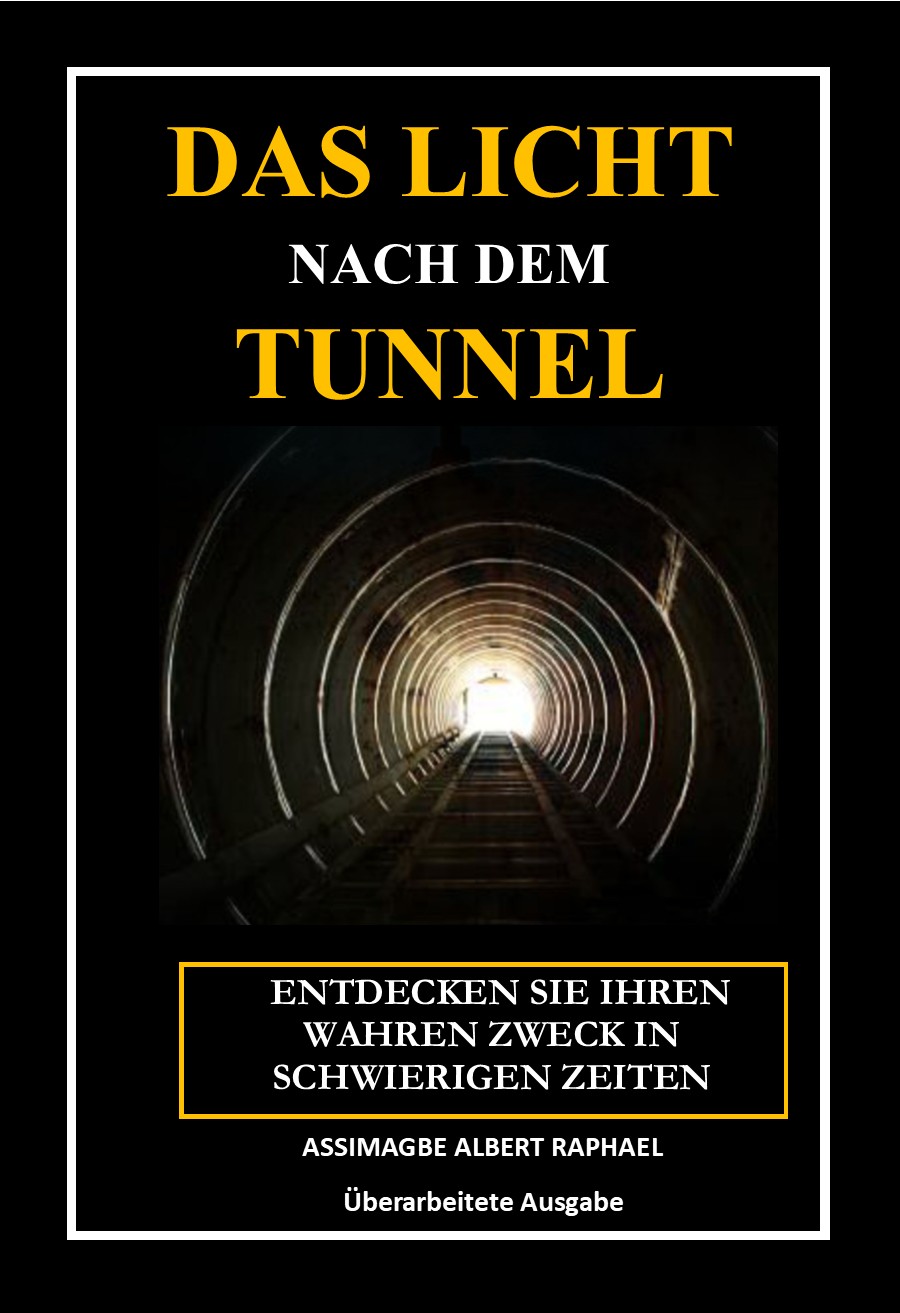 DAS LICHT
NACH DEM
TUNNEL
ENTDECKEN SIE IHREN
WAHREN ZWECK IN
SCHWIERIGEN ZEITEN
ASSIMAGBE ALBERT RAPHAEL
Überarbeitete Ausgabe